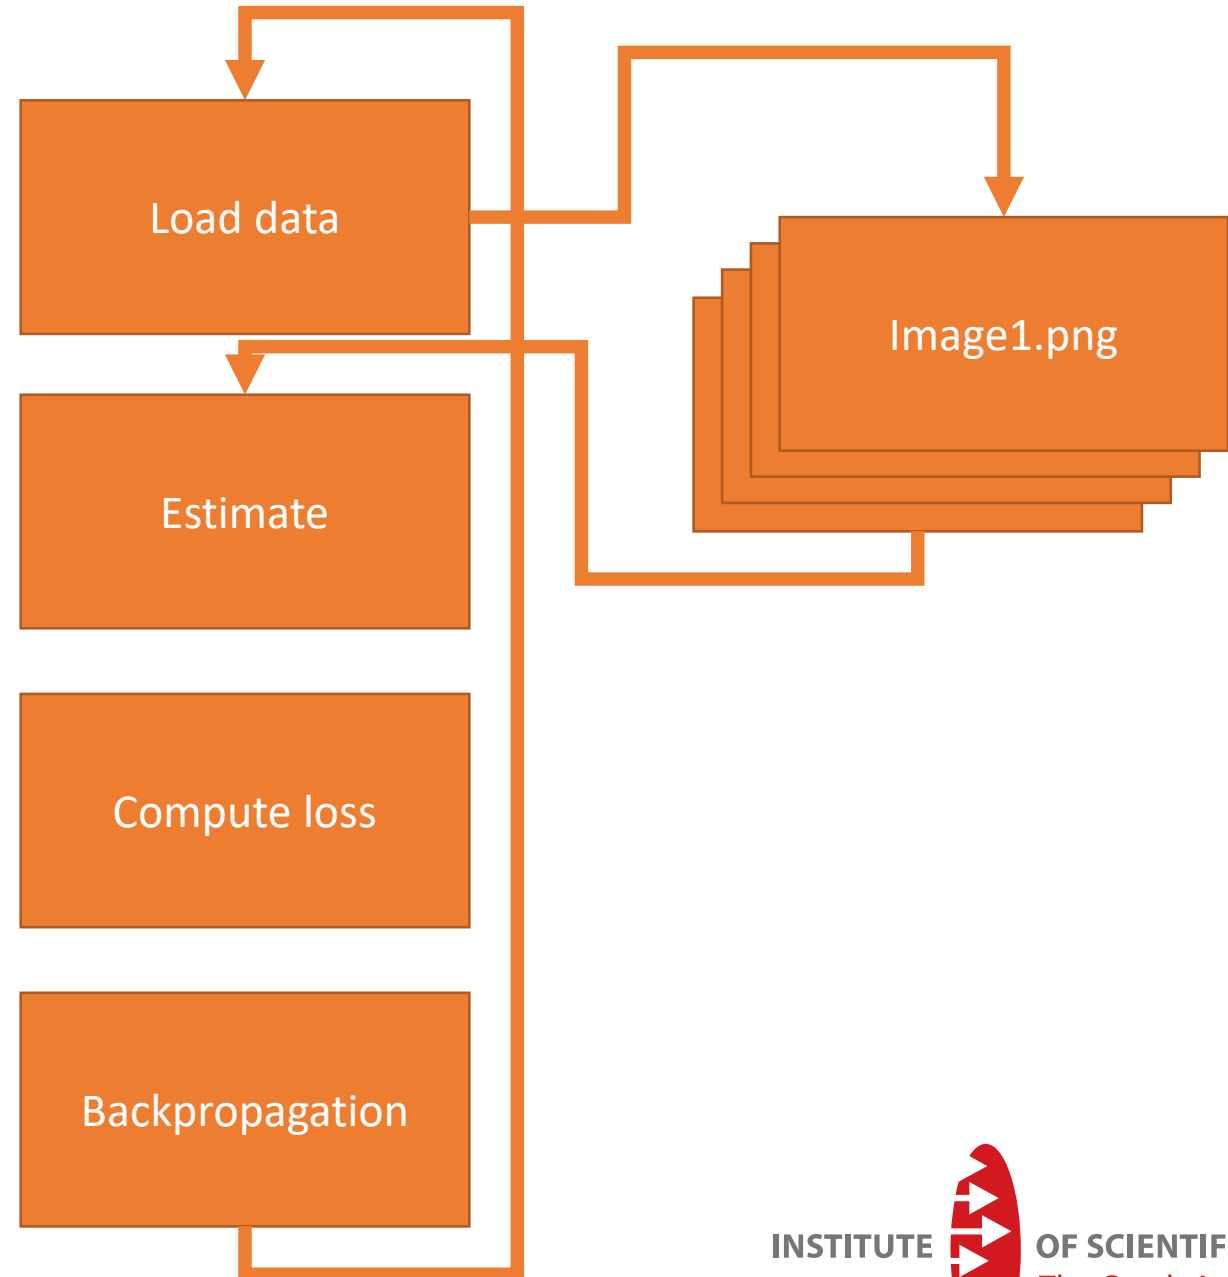 Load data
Image1.png
Estimate
Compute loss
Backpropagation
INSTITUTE OF SCIENTIF